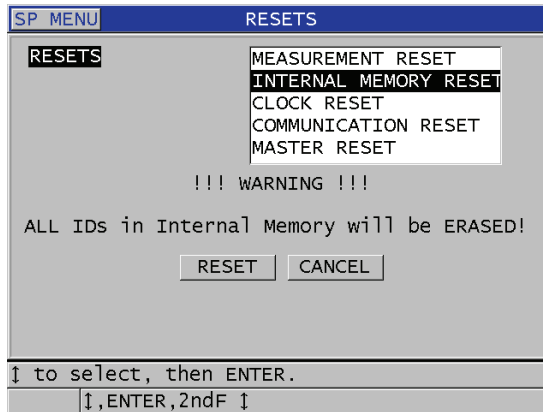 SP MENU RESETS
RESETS
MEASUREMENT RESET
INTERNAL MEMORY RESET
CLOCK RESET
COMMUNICATION RESET
MASTER RESET
!!! WARNING !!!
ALL IDs in Internal Memory will be ERASED!
RESET CANCEL
↕ to select, then ENTER.
↕,ENTER,2ndF ↕